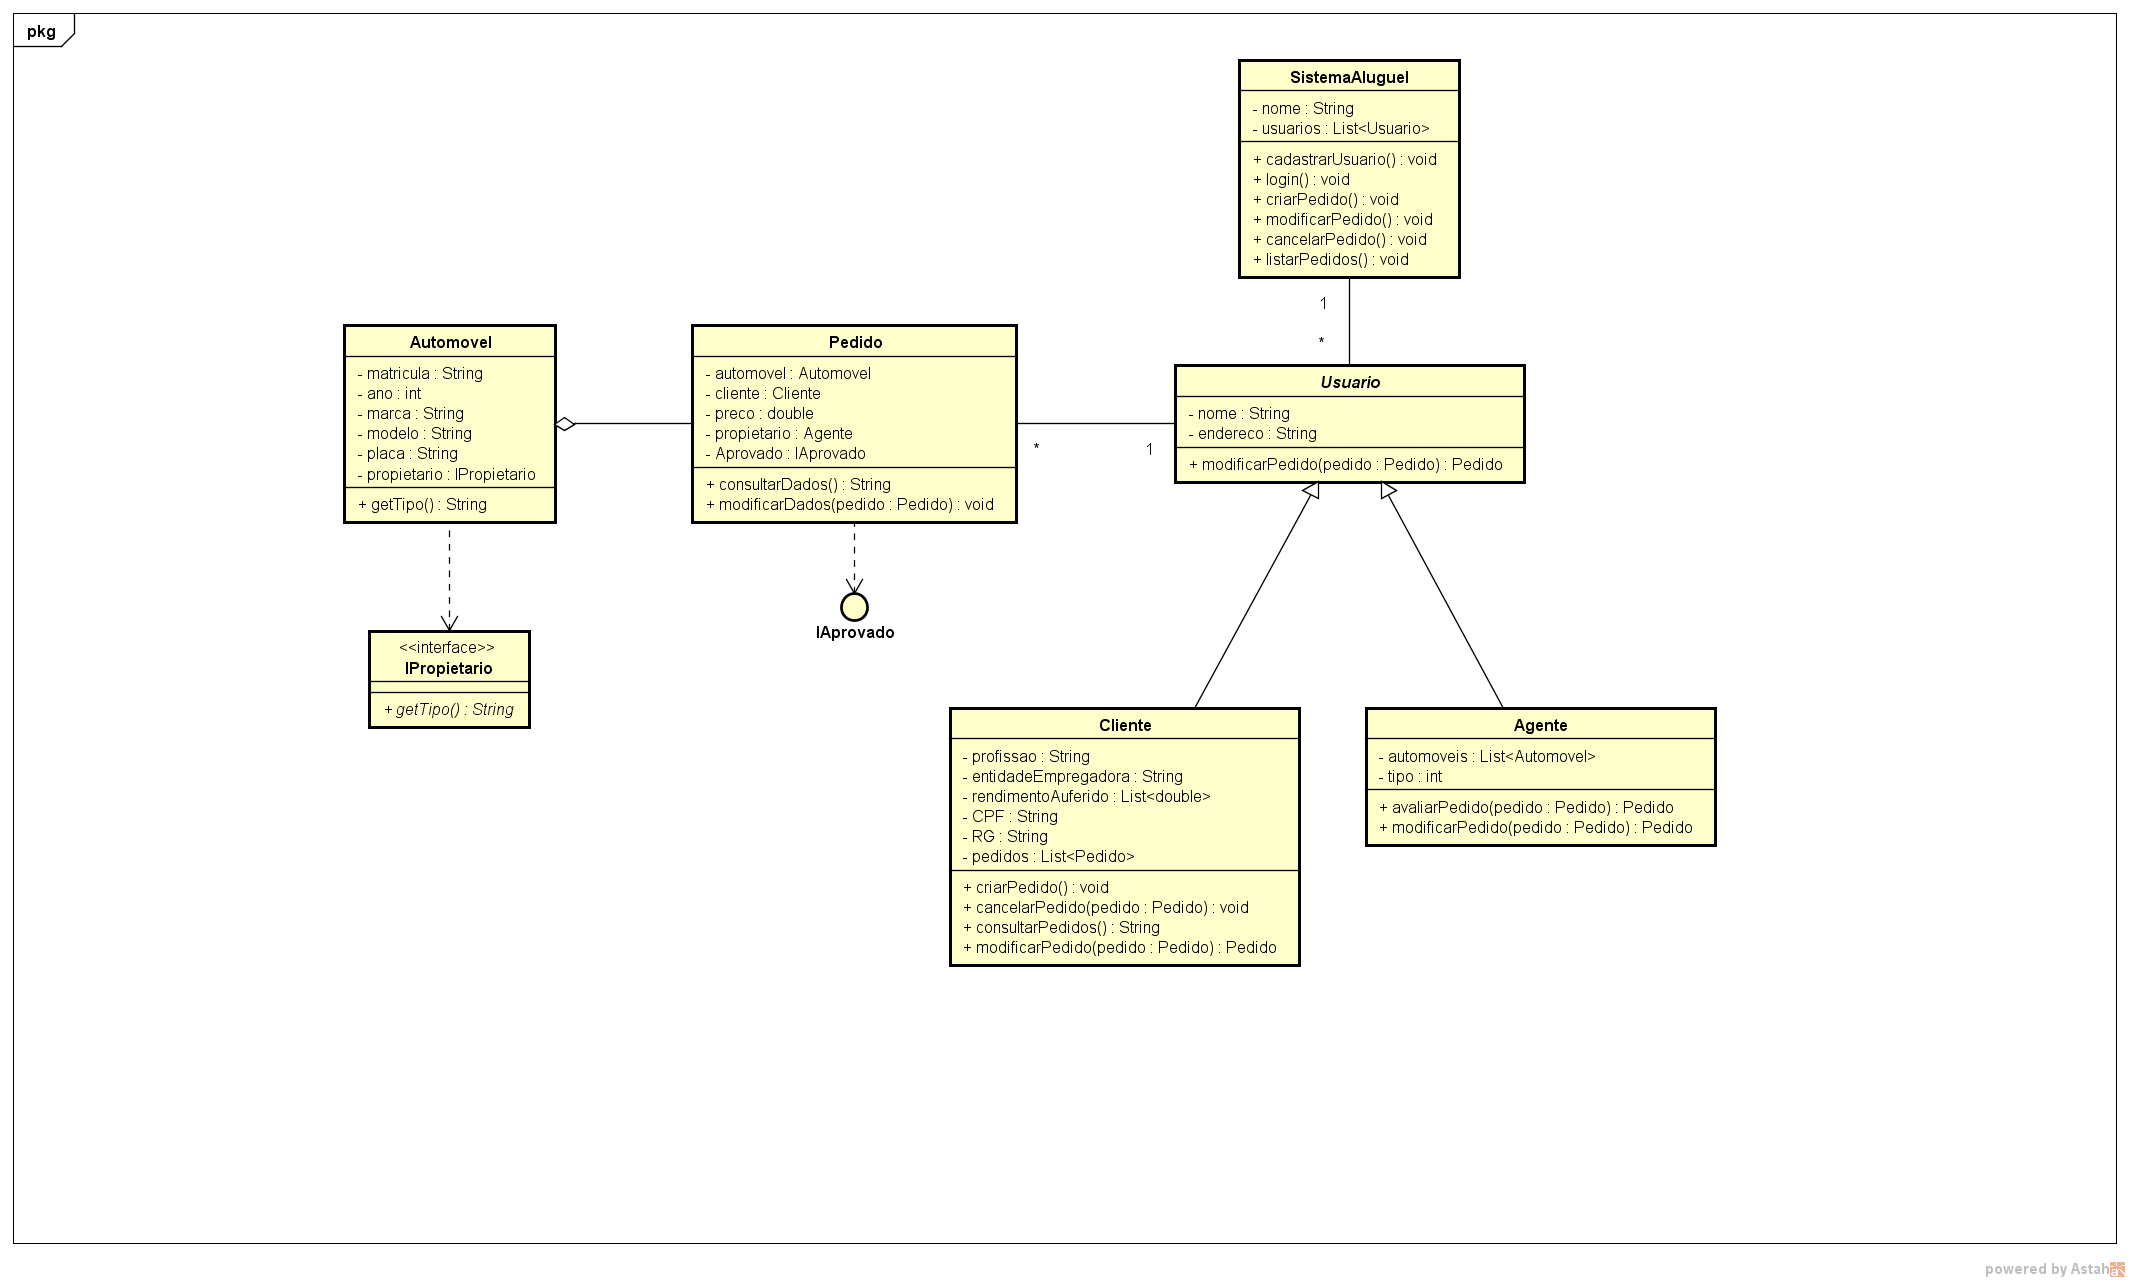 pkg
SistemaAluguel
- nome : String
- usuarios : List<Usuario>
+ cadastrarUsuario() : void
+ login() : void
+ criarPedido() : void
+ modificarPedido() : void
+ cancelarPedido() : void
+ listarPedidos() : void
1
*
Automovel
- matricula : String
- ano : int
- marca : String
- modelo : String
- placa : String
- propietario : IPropietario
+ getTipo() : String
Pedido
- automovel : Automovel
- cliente : Cliente
- preco : double
- propietario : Agente
- Aprovado : IAprovado
+ consultarDados() : String
+ modificarDados(pedido : Pedido) : void
*
1
Usuario
- nome : String
- endereco : String
+ modificarPedido(pedido : Pedido) : Pedido
<<interface>>
IPropietario
+ getTipo() : String
IAprovado
Cliente
- profissao : String
- entidadeEmpregadora : String
- rendimentoAuferido : List<double>
- CPF : String
- RG : String
- pedidos : List<Pedido>
+ criarPedido() : void
+ cancelarPedido(pedido : Pedido) : void
+ consultarPedidos() : String
+ modificarPedido(pedido : Pedido) : Pedido
Agente
- automoveis : List<Automovel>
- tipo : int
+ avaliarPedido(pedido : Pedido) : Pedido
+ modificarPedido(pedido : Pedido) : Pedido
powered by Astah